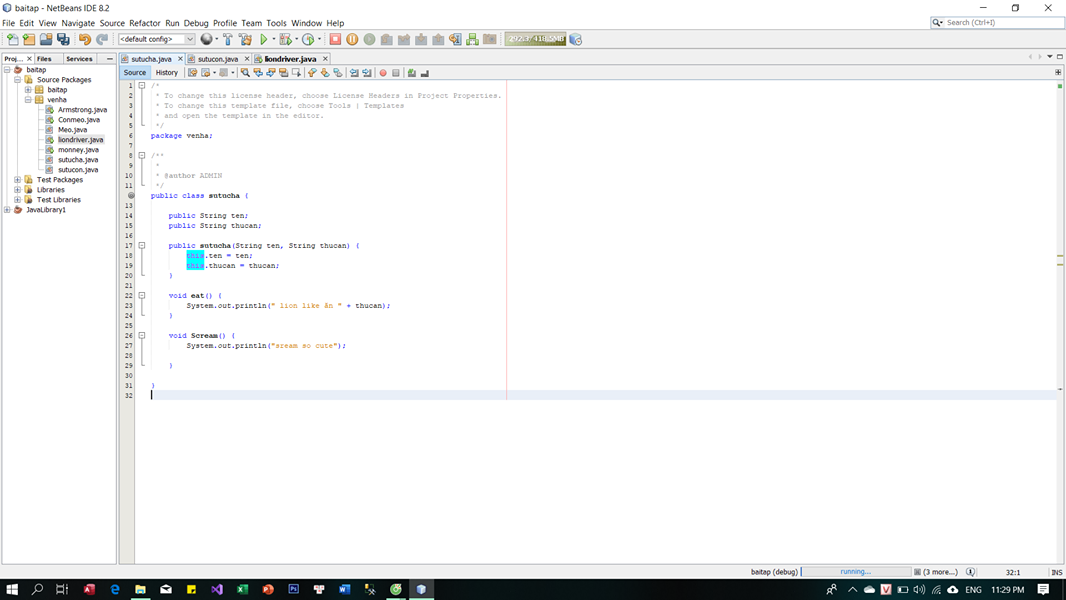 baitap - NetBeans IDE 8.2
File Edit View Navigate Source Refactor Run Debug Profile Team Tools Window Help
Search (Ctrl+I)
<default config>
292.2 / 418.5MB
Proj... Files Services
sutucha.java sutucon.java liondriver.java
Source History
baitap
Source Packages
baitap
venha
Armstrong.java
Conmeo.java
Meo.java
liondriver.java
monney.java
sutucha.java
sutucon.java
Test Packages
Libraries
Test Libraries
JavaLibrary1
1 /*
2 * To change this license header, choose License Headers in Project Properties.
3 * To change this template file, choose Tools | Templates
4 * and open the template in the editor.
5 */
6 package venha;
7
8 /**
9 *
10 * @author ADMIN
11 */
public class sutucha {
13
14 public String ten;
15 public String thucan;
16
17 public sutucha(String ten, String thucan) {
18 this.ten = ten;
19 this.thucan = thucan;
20 }
21
22 void eat() {
23 System.out.println(" lion like ăn " + thucan);
24 }
25
26 void Scream() {
27 System.out.println("sream so cute");
28
29 }
30
31 }
32
baitap (debug) running... (3 more...) 32:1 INS
ENG 11:29 PM